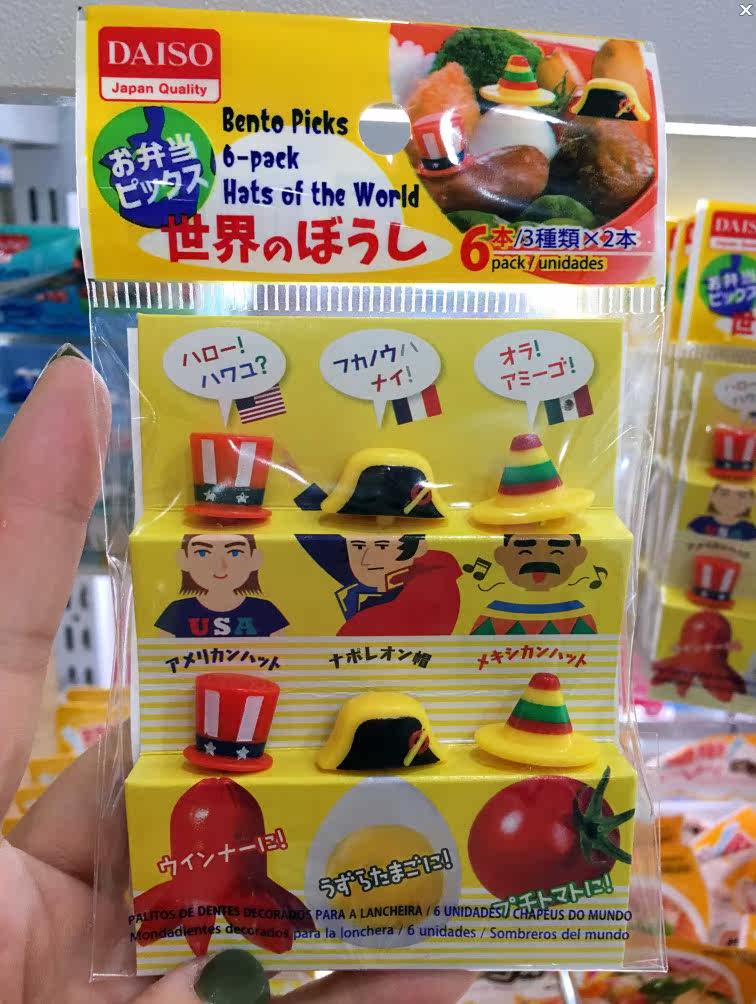 DAISO
Japan Quality
お弁当
ピックス
Bento Picks
6-pack
Hats of the World
世界のぼうし
6本/3種類×2本
pack/unidades
ハロー!
ハワユ?
フカノウハ
ナイ!
オラ!
アミーゴ!
USA
アメリカンハット
ナポレオン帽
メキシカンハット
ウインナーに!
うずらたまごに!
プチトマトに!
PALITOS DE DENTES DECORADOS PARA A LANCHEIRA / 6 UNIDADES/ CHAPÉUS DO MUNDO
Mondadientes decorados para la lonchera / 6 unidades / Sombreros del mundo